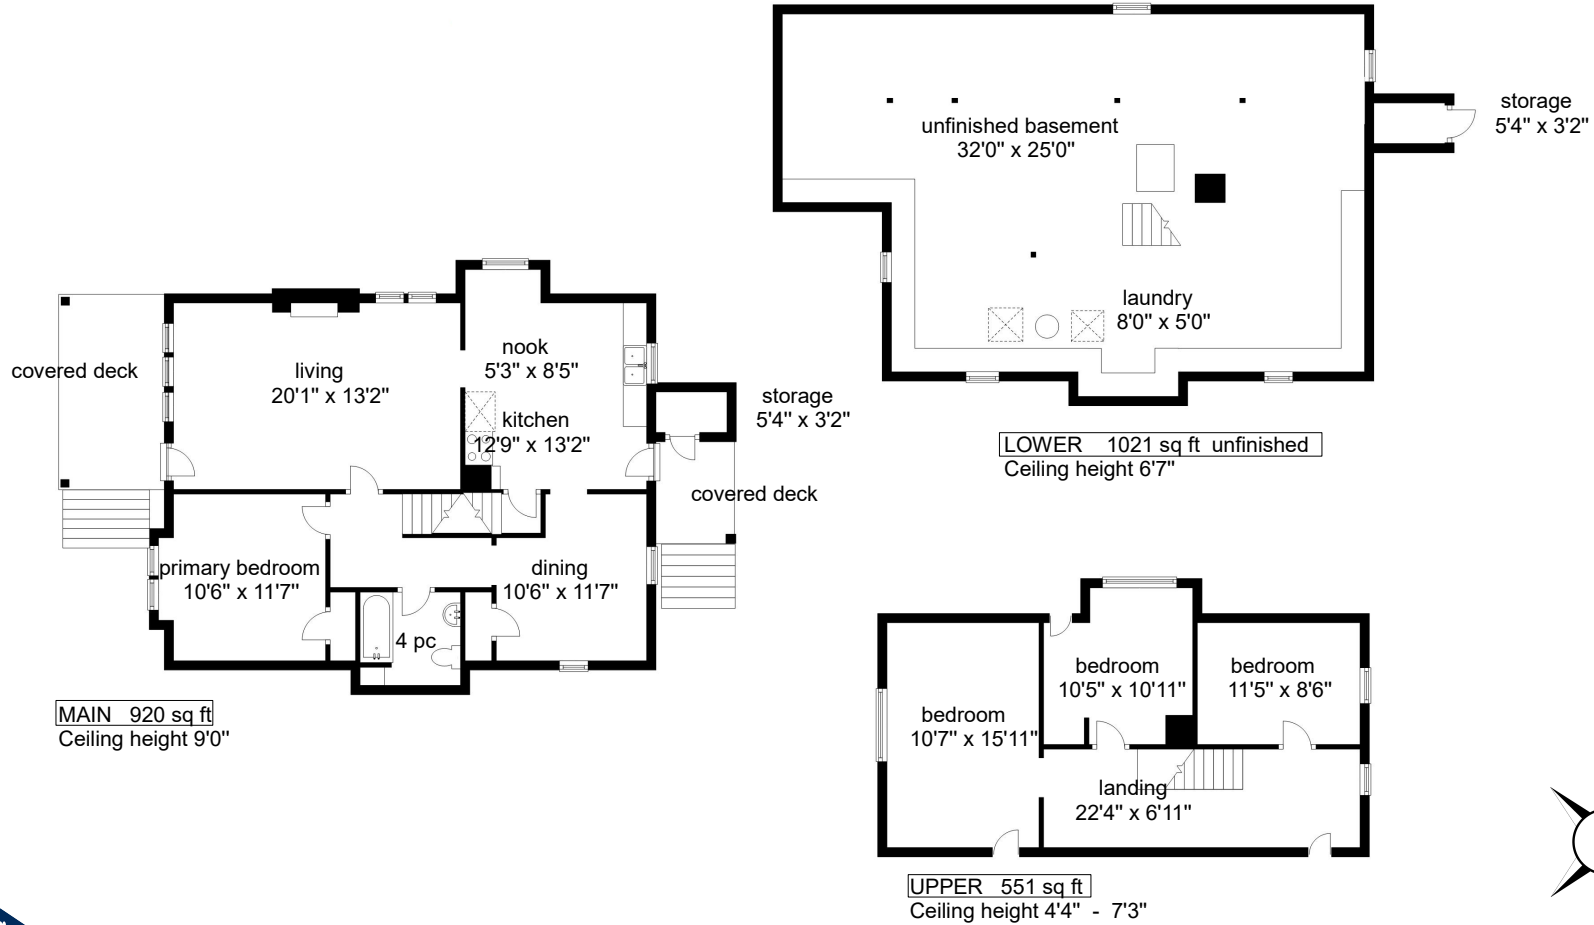 unfinished basement
32'0" x 25'0"
storage
5'4" x 3'2"
laundry
8'0" x 5'0"
LOWER 1021 sq ft unfinished
Ceiling height 6'7"
covered deck
living
20'1" x 13'2"
nook
5'3" x 8'5"
kitchen
12'9" x 13'2"
storage
5'4" x 3'2"
covered deck
primary bedroom
10'6" x 11'7"
dining
10'6" x 11'7"
4 pc
MAIN 920 sq ft
Ceiling height 9'0"
bedroom
10'7" x 15'11"
bedroom
10'5" x 10'11"
bedroom
11'5" x 8'6"
landing
22'4" x 6'11"
UPPER 551 sq ft
Ceiling height 4'4" - 7'3"